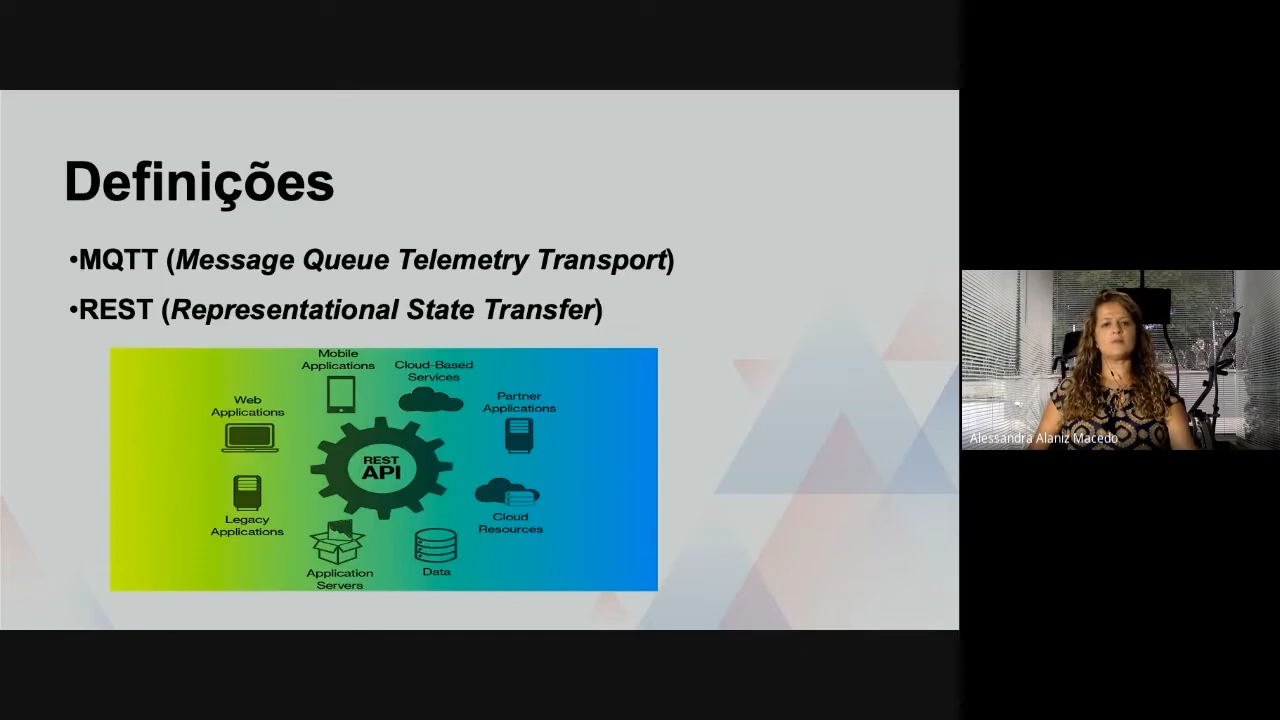 Definições
•MQTT (Message Queue Telemetry Transport)
•REST (Representational State Transfer)
Mobile
Applications
Cloud-Based
Services
Partner
Applications
Web
Applications
REST
API
Cloud
Resources
Legacy
Applications
Application
Servers
Data
Alessandra Alaniz Macedo